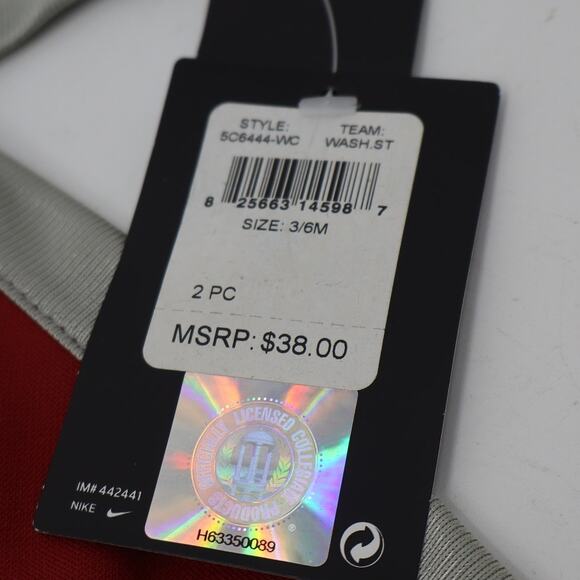 STYLE: TEAM:
5C6444-WC WASH.ST
8 25663 14598 7
SIZE: 3/6M
2 PC
MSRP: $38.00
OFFICIALLY LICENSED COLLEGIATE PRODUCTS
®
H63350089
IM# 442441
NIKE